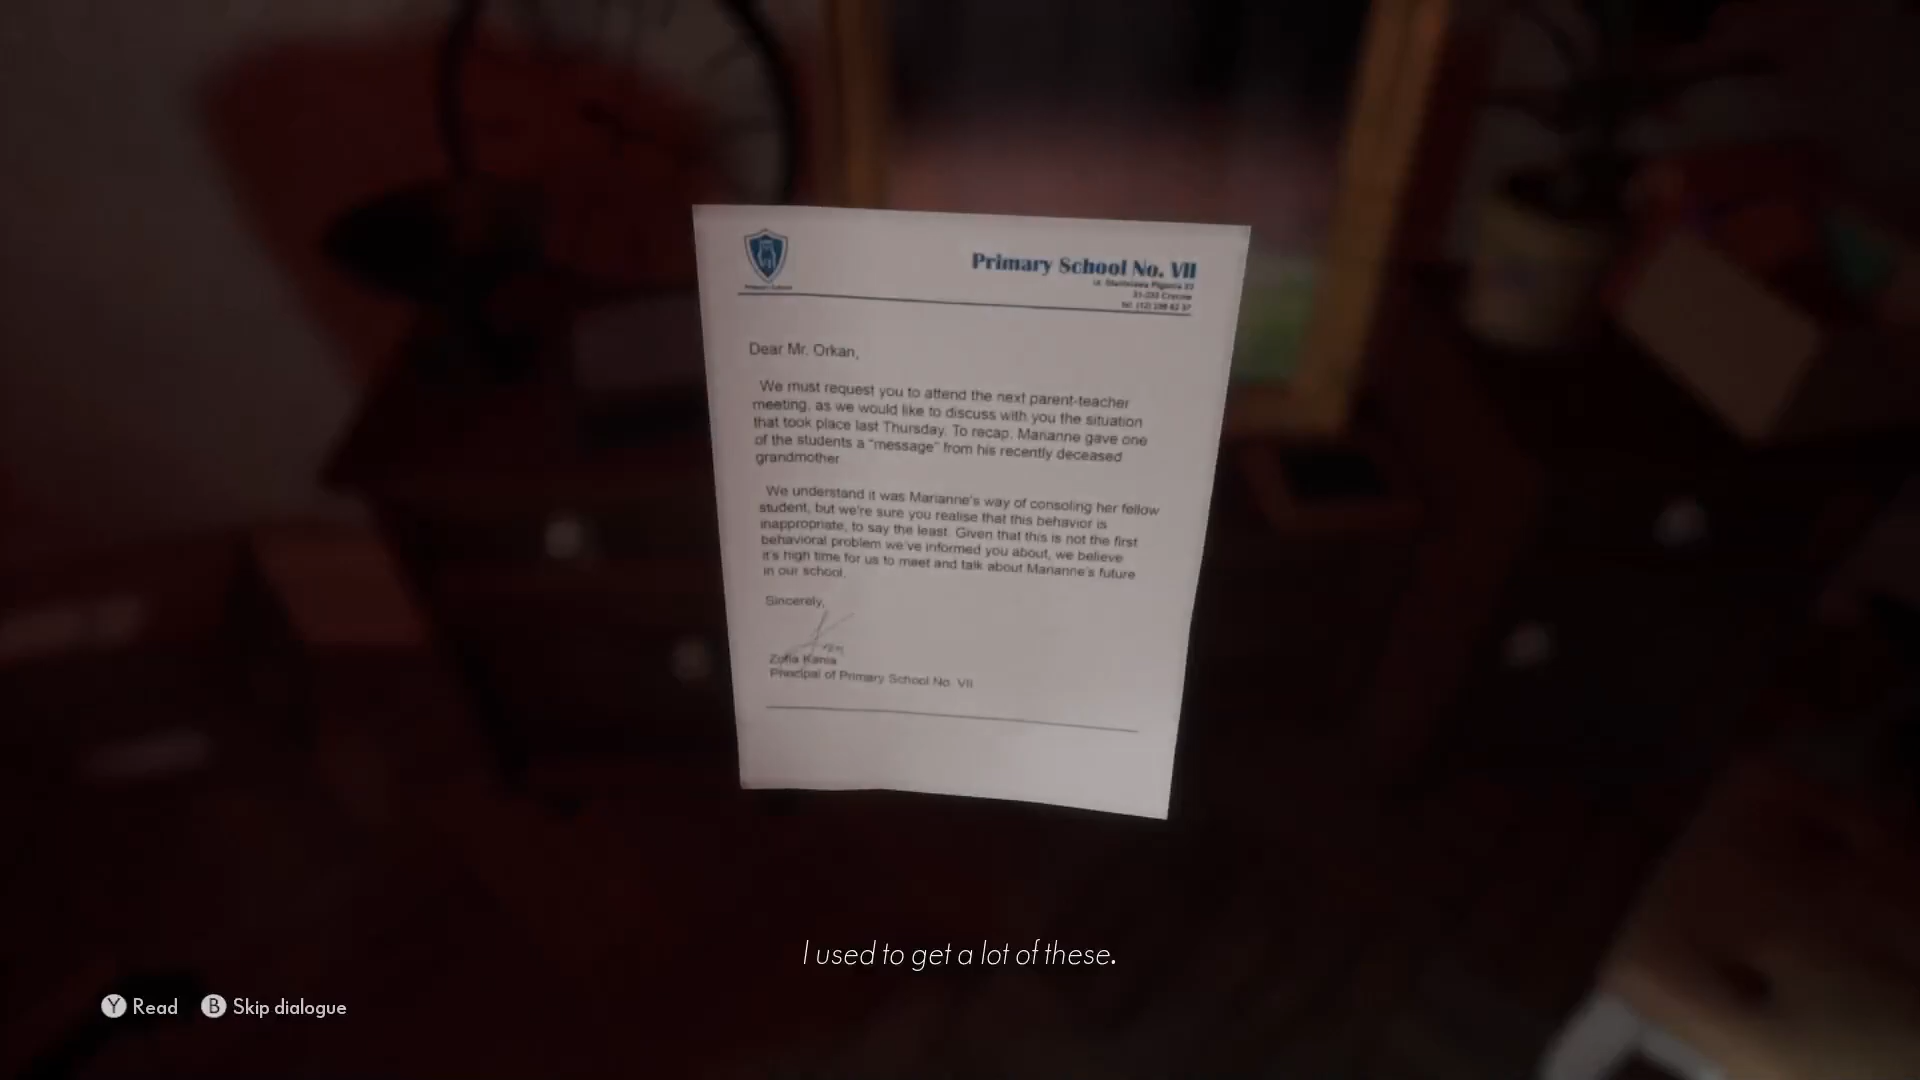 Primary School No. VII
Dear Mr. Orkan,
We must request you to attend the next parent-teacher
meeting, as we would like to discuss with you the situation
that took place last Thursday. To recap, Marianne gave one
of the students a "message" from his recently deceased
grandmother
We understand it was Marianne's way of consoling her fellow
student, but we're sure you realise that this behavior is
inappropriate, to say the least. Given that this is not the first
behavioral problem we've informed you about, we believe
it's high time for us to meet and talk about Marianne's future
in our school.
Sincerely,
Zofia Kania
Principal of Primary School No. VII
I used to get a lot of these.
Y Read B Skip dialogue